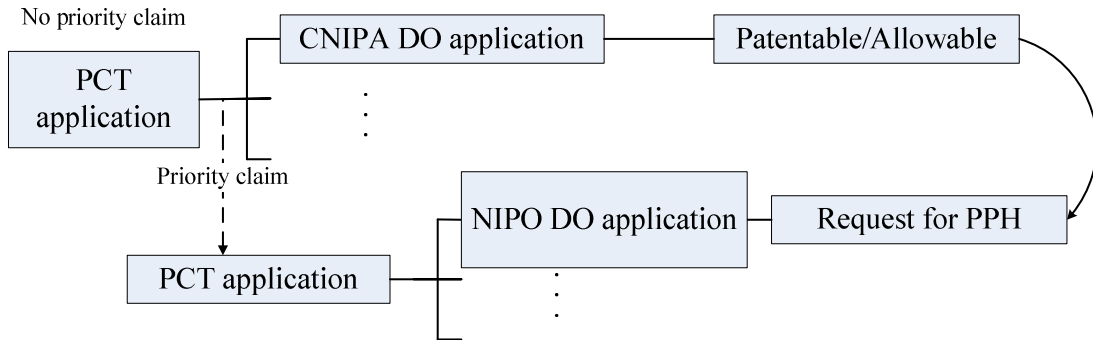 No priority claim
CNIPA DO application
Patentable/Allowable
PCT
application
Priority claim
NIPO DO application
Request for PPH
PCT application